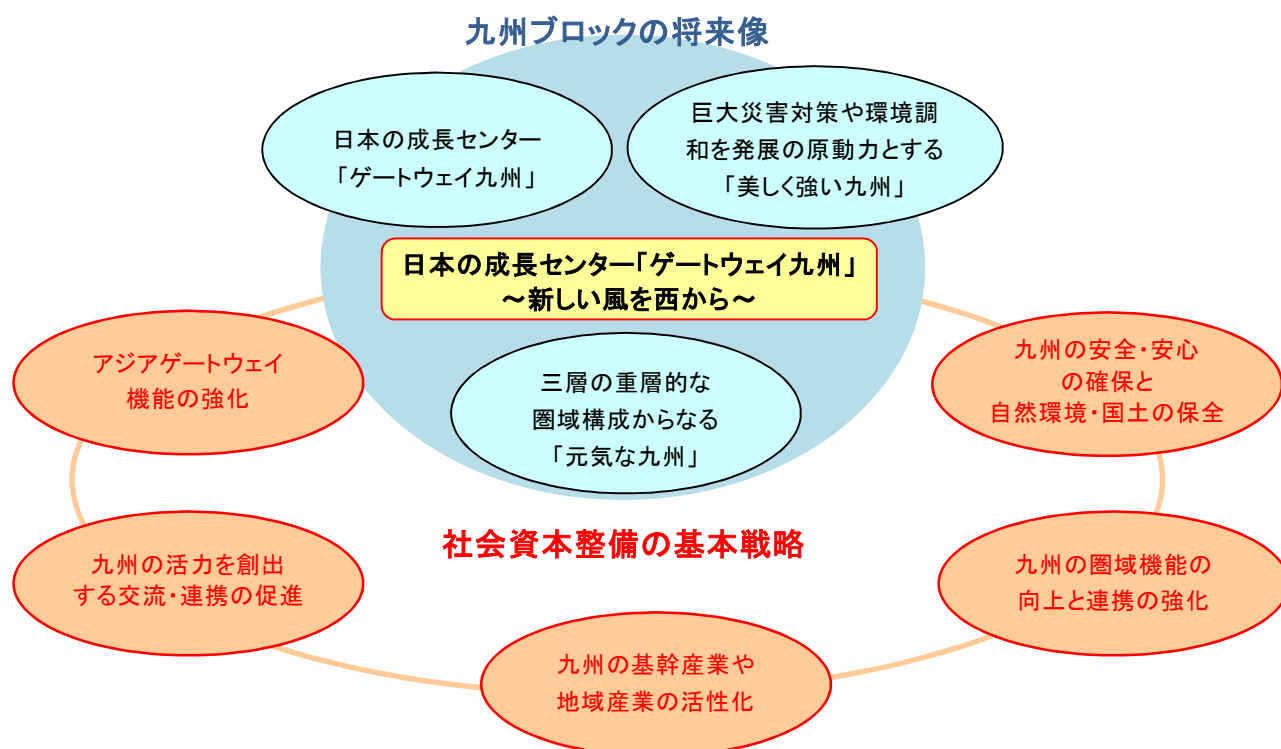 九州ブロックの将来像
日本の成長センター
「ゲートウェイ九州」
巨大災害対策や環境調
和を発展の原動力とする
「美しく強い九州」
日本の成長センター「ゲートウェイ九州」
～新しい風を西から～
三層の重層的な
圏域構成からなる
「元気な九州」
アジアゲートウェイ
機能の強化
九州の安全・安心
の確保と
自然環境・国土の保全
社会資本整備の基本戦略
九州の活力を創出
する交流・連携の促進
九州の圏域機能の
向上と連携の強化
九州の基幹産業や
地域産業の活性化